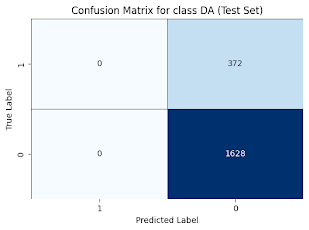 Confusion Matrix for class DA (Test Set)
True Label
1
0
372
0
0
1628
1
0
Predicted Label